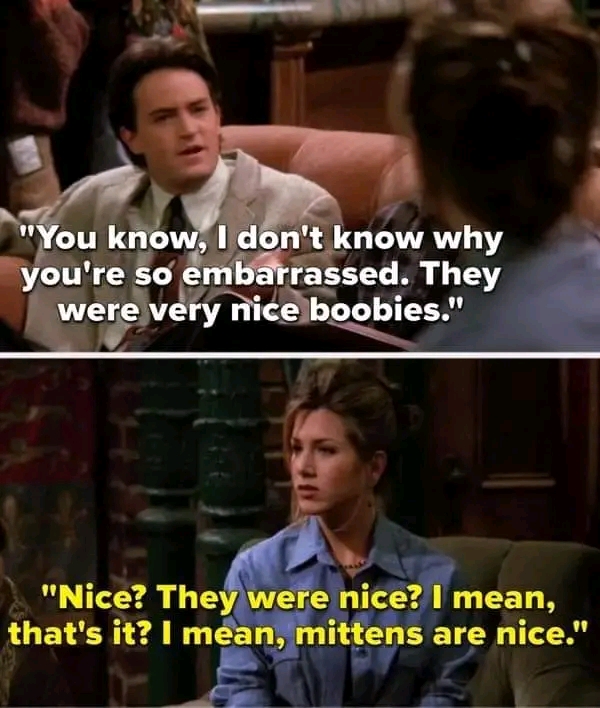 "You know, I don't know why
you're so embarrassed. They
were very nice boobies."
"Nice? They were nice? I mean,
that's it? I mean, mittens are nice."